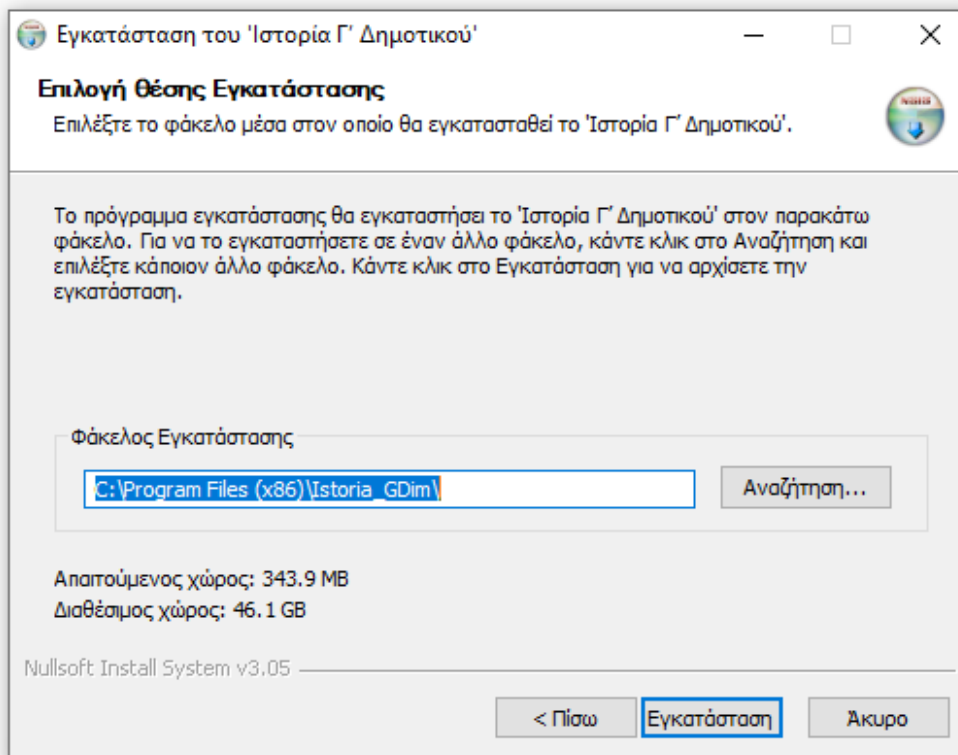 Εγκατάσταση του 'Ιστορία Γ΄ Δημοτικού'
Επιλογή Θέσης Εγκατάστασης
Επιλέξτε το φάκελο μέσα στον οποίο θα εγκατασταθεί το 'Ιστορία Γ΄ Δημοτικού'.
Το πρόγραμμα εγκατάστασης θα εγκαταστήσει το 'Ιστορία Γ΄ Δημοτικού' στον παρακάτω
φάκελο. Για να το εγκαταστήσετε σε έναν άλλο φάκελο, κάντε κλικ στο Αναζήτηση και
επιλέξτε κάποιον άλλο φάκελο. Κάντε κλικ στο Εγκατάσταση για να αρχίσετε την
εγκατάσταση.
Φάκελος Εγκατάστασης
C:\Program Files (x86)\Istoria_GDim\
Αναζήτηση...
Απαιτούμενος χώρος: 343.9 MB
Διαθέσιμος χώρος: 46.1 GB
Nullsoft Install System v3.05
< Πίσω
Εγκατάσταση
Άκυρο